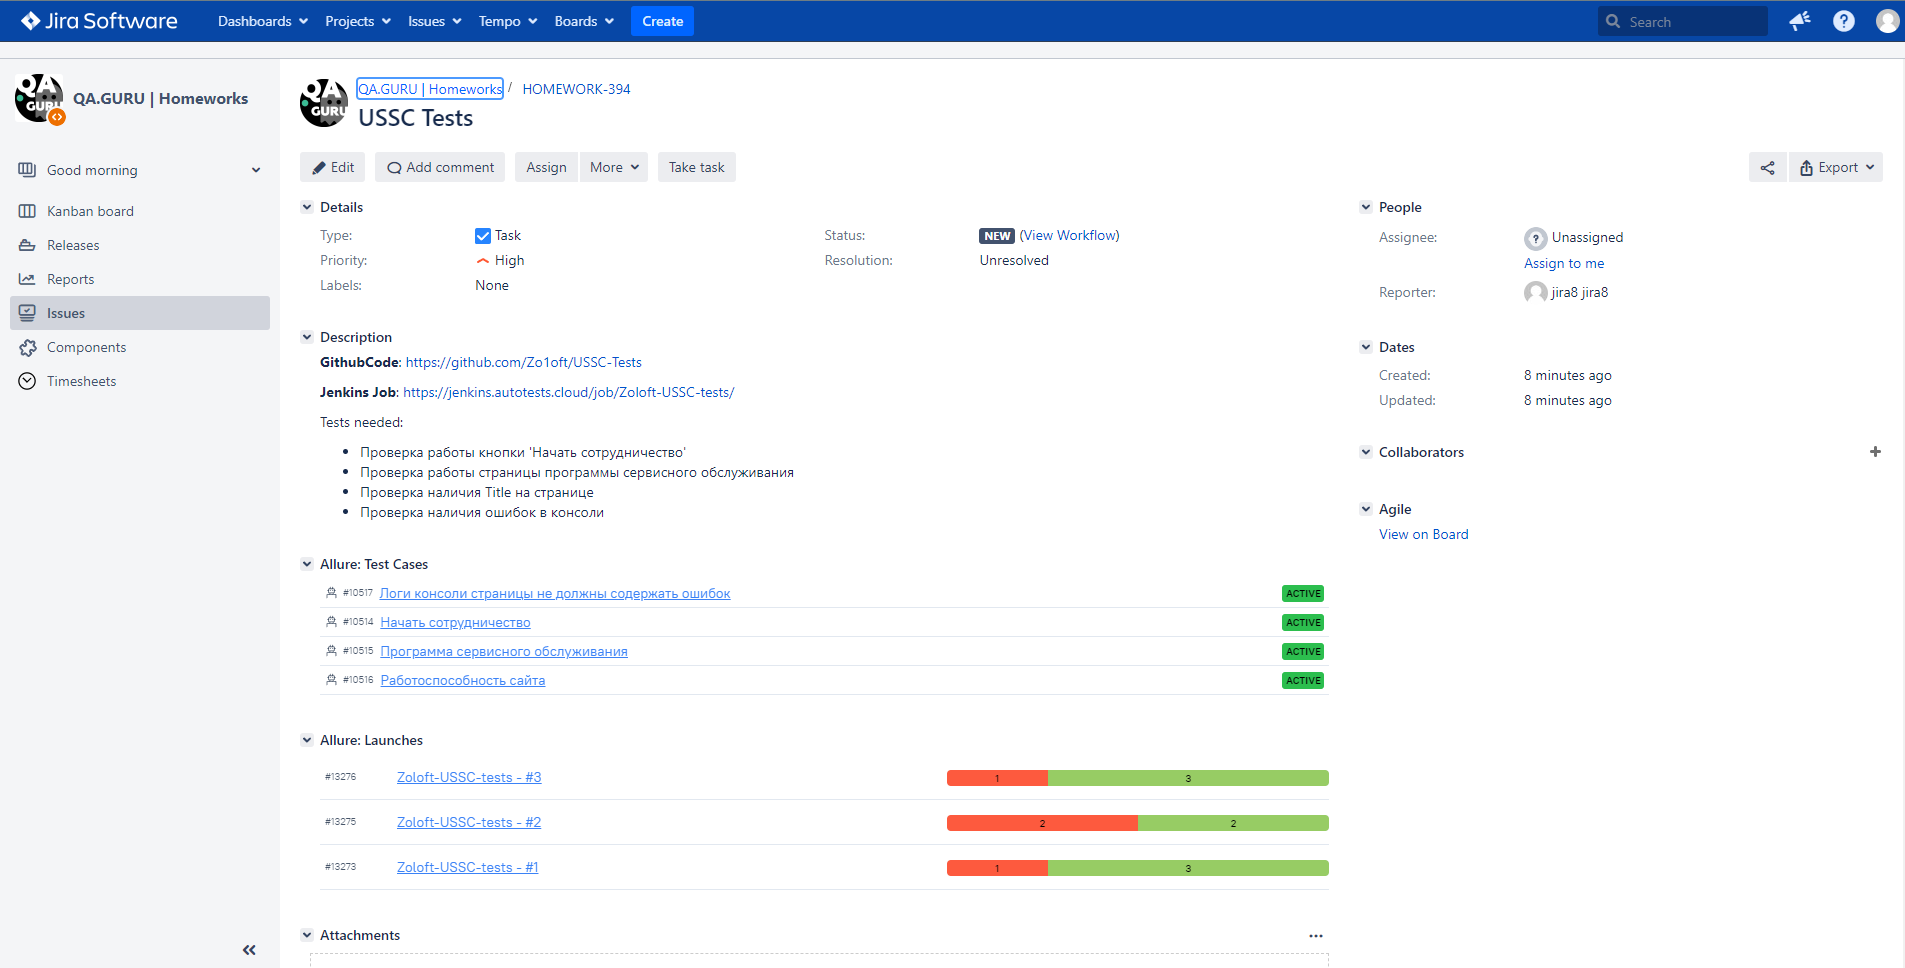 Jira Software Dashboards Projects Issues Tempo Boards Create Search
QA.GURU | Homeworks
Good morning
Kanban board
Releases
Reports
Issues
Components
Timesheets
QA.GURU | Homeworks / HOMEWORK-394
USSC Tests
Edit Add comment Assign More Take task Export
Details
Type: Task Status: NEW (View Workflow)
Priority: High Resolution: Unresolved
Labels: None
Description
GithubCode: https://github.com/Zo1oft/USSC-Tests
Jenkins Job: https://jenkins.autotests.cloud/job/Zoloft-USSC-tests/
Tests needed:
• Проверка работы кнопки 'Начать сотрудничество'
• Проверка работы страницы программы сервисного обслуживания
• Проверка наличия Title на странице
• Проверка наличия ошибок в консоли
Allure: Test Cases
#10517 Логи консоли страницы не должны содержать ошибок ACTIVE
#10514 Начать сотрудничество ACTIVE
#10515 Программа сервисного обслуживания ACTIVE
#10516 Работоспособность сайта ACTIVE
Allure: Launches
#13276 Zoloft-USSC-tests - #3 1 3
#13275 Zoloft-USSC-tests - #2 2 2
#13273 Zoloft-USSC-tests - #1 1 3
Attachments
People
Assignee: Unassigned
Assign to me
Reporter: jira8 jira8
Dates
Created: 8 minutes ago
Updated: 8 minutes ago
Collaborators
Agile
View on Board